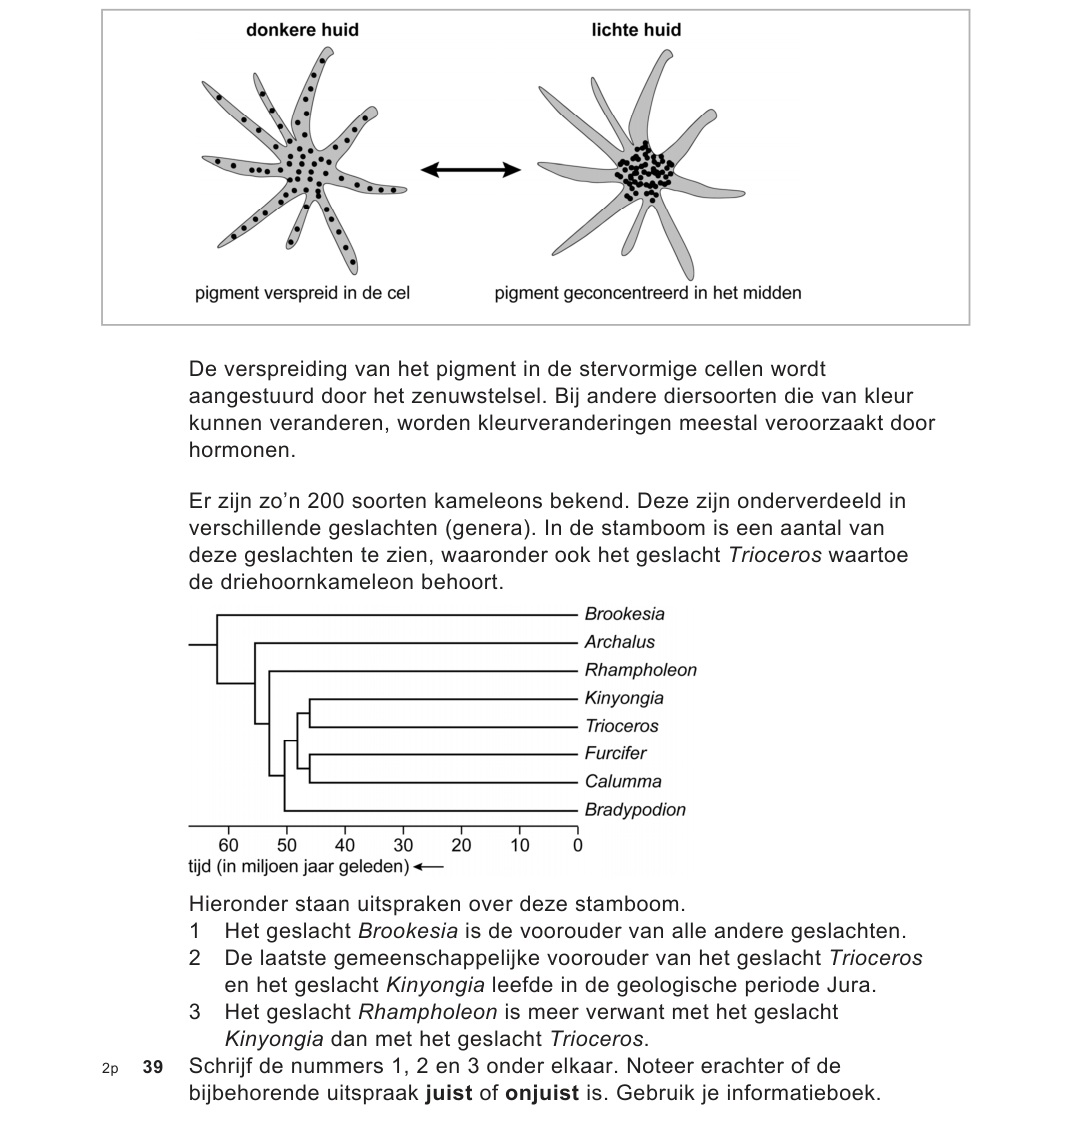 donkere huid
lichte huid
pigment verspreid in de cel
pigment geconcentreerd in het midden
De verspreiding van het pigment in de stervormige cellen wordt
aangestuurd door het zenuwstelsel. Bij andere diersoorten die van kleur
kunnen veranderen, worden kleurveranderingen meestal veroorzaakt door
hormonen.
Er zijn zo’n 200 soorten kameleons bekend. Deze zijn onderverdeeld in
verschillende geslachten (genera). In de stamboom is een aantal van
deze geslachten te zien, waaronder ook het geslacht Trioceros waartoe
de driehoornkameleon behoort.
Brookesia
Archalus
Rhampholeon
Kinyongia
Trioceros
Furcifer
Calumma
Bradypodion
60 50 40 30 20 10 0
tijd (in miljoen jaar geleden)
Hieronder staan uitspraken over deze stamboom.
1 Het geslacht Brookesia is de voorouder van alle andere geslachten.
2 De laatste gemeenschappelijke voorouder van het geslacht Trioceros
en het geslacht Kinyongia leefde in de geologische periode Jura.
3 Het geslacht Rhampholeon is meer verwant met het geslacht
Kinyongia dan met het geslacht Trioceros.
2p 39 Schrijf de nummers 1, 2 en 3 onder elkaar. Noteer erachter of de
bijbehorende uitspraak juist of onjuist is. Gebruik je informatieboek.